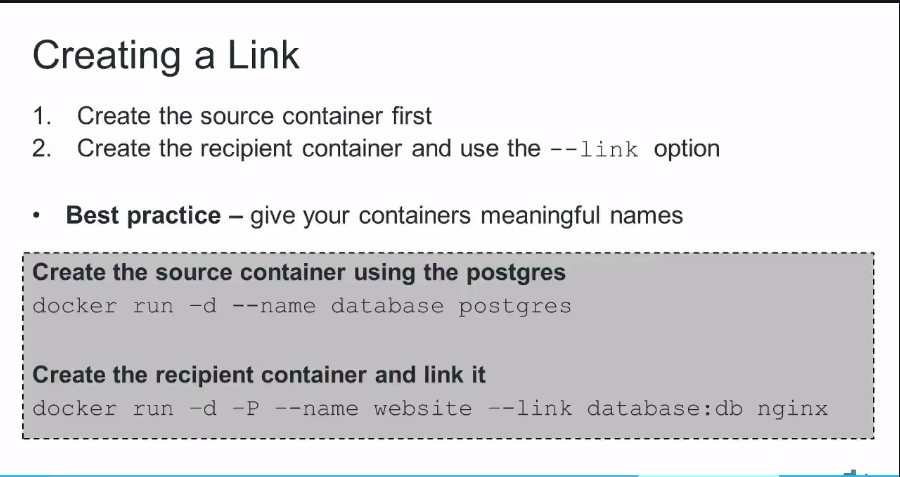 Creating a Link
1. Create the source container first
2. Create the recipient container and use the --link option
• Best practice – give your containers meaningful names
Create the source container using the postgres
docker run –d --name database postgres
Create the recipient container and link it
docker run –d –P --name website --link database:db nginx